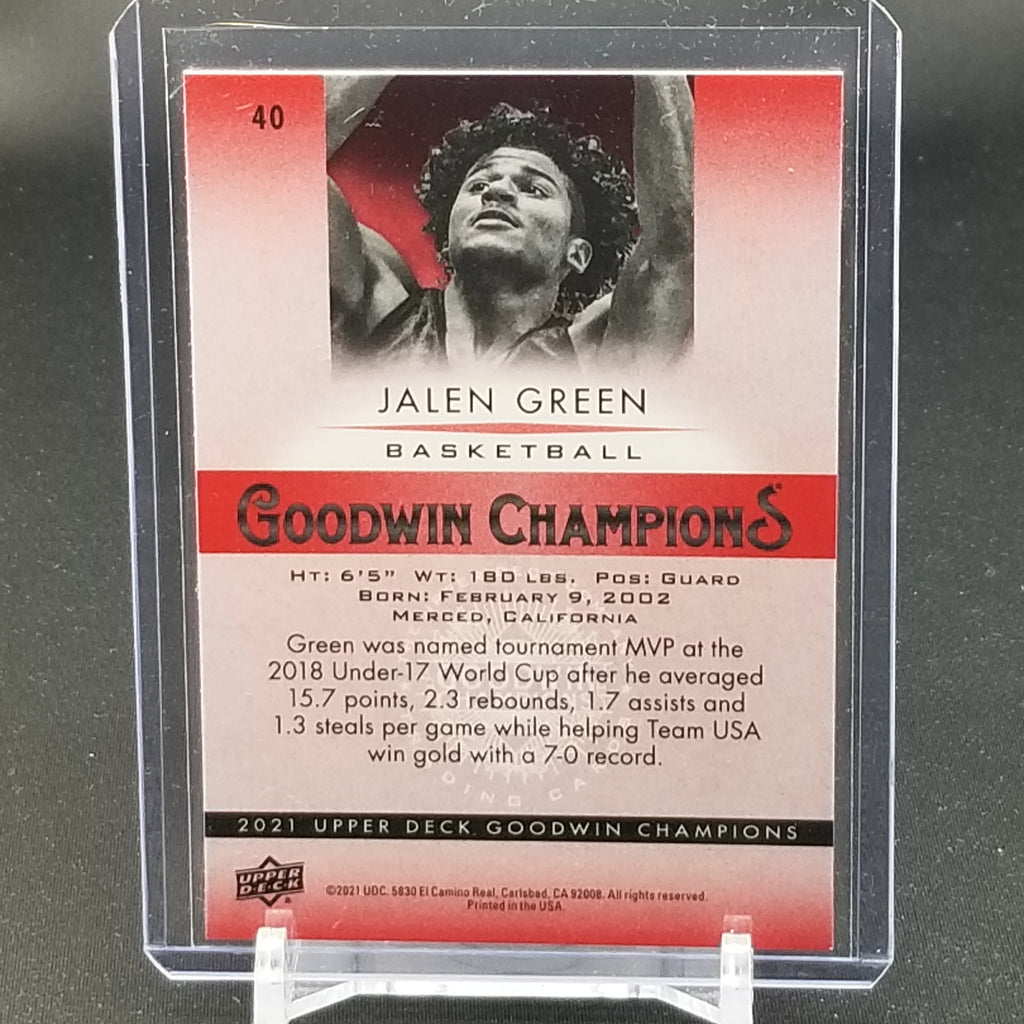 40
JALEN GREEN
BASKETBALL
GOODWIN CHAMPIONS®
HT: 6'5" WT: 180 LBS. POS: GUARD
BORN: FEBRUARY 9, 2002
MERCED, CALIFORNIA
Green was named tournament MVP at the
2018 Under-17 World Cup after he averaged
15.7 points, 2.3 rebounds, 1.7 assists and
1.3 steals per game while helping Team USA
win gold with a 7-0 record.
2021 UPPER DECK GOODWIN CHAMPIONS
UPPER
D·E·C·K®
©2021 UDC. 5830 El Camino Real, Carlsbad, CA 92008. All rights reserved.
Printed in the USA.